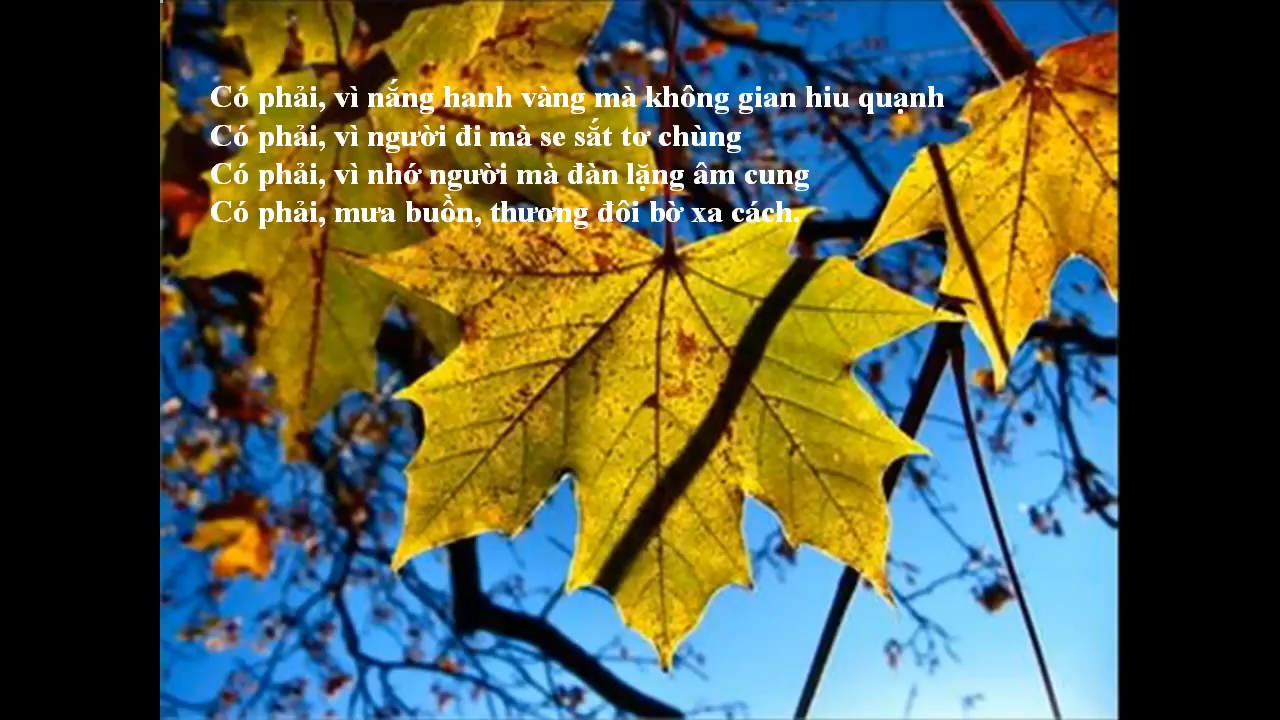 Có phải, vì nắng hanh vàng mà không gian hiu quạnh
Có phải, vì người đi mà se sắt tơ chùng
Có phải, vì nhớ người mà đàn lặng âm cung
Có phải, mưa buồn, thương đôi bờ xa cách.